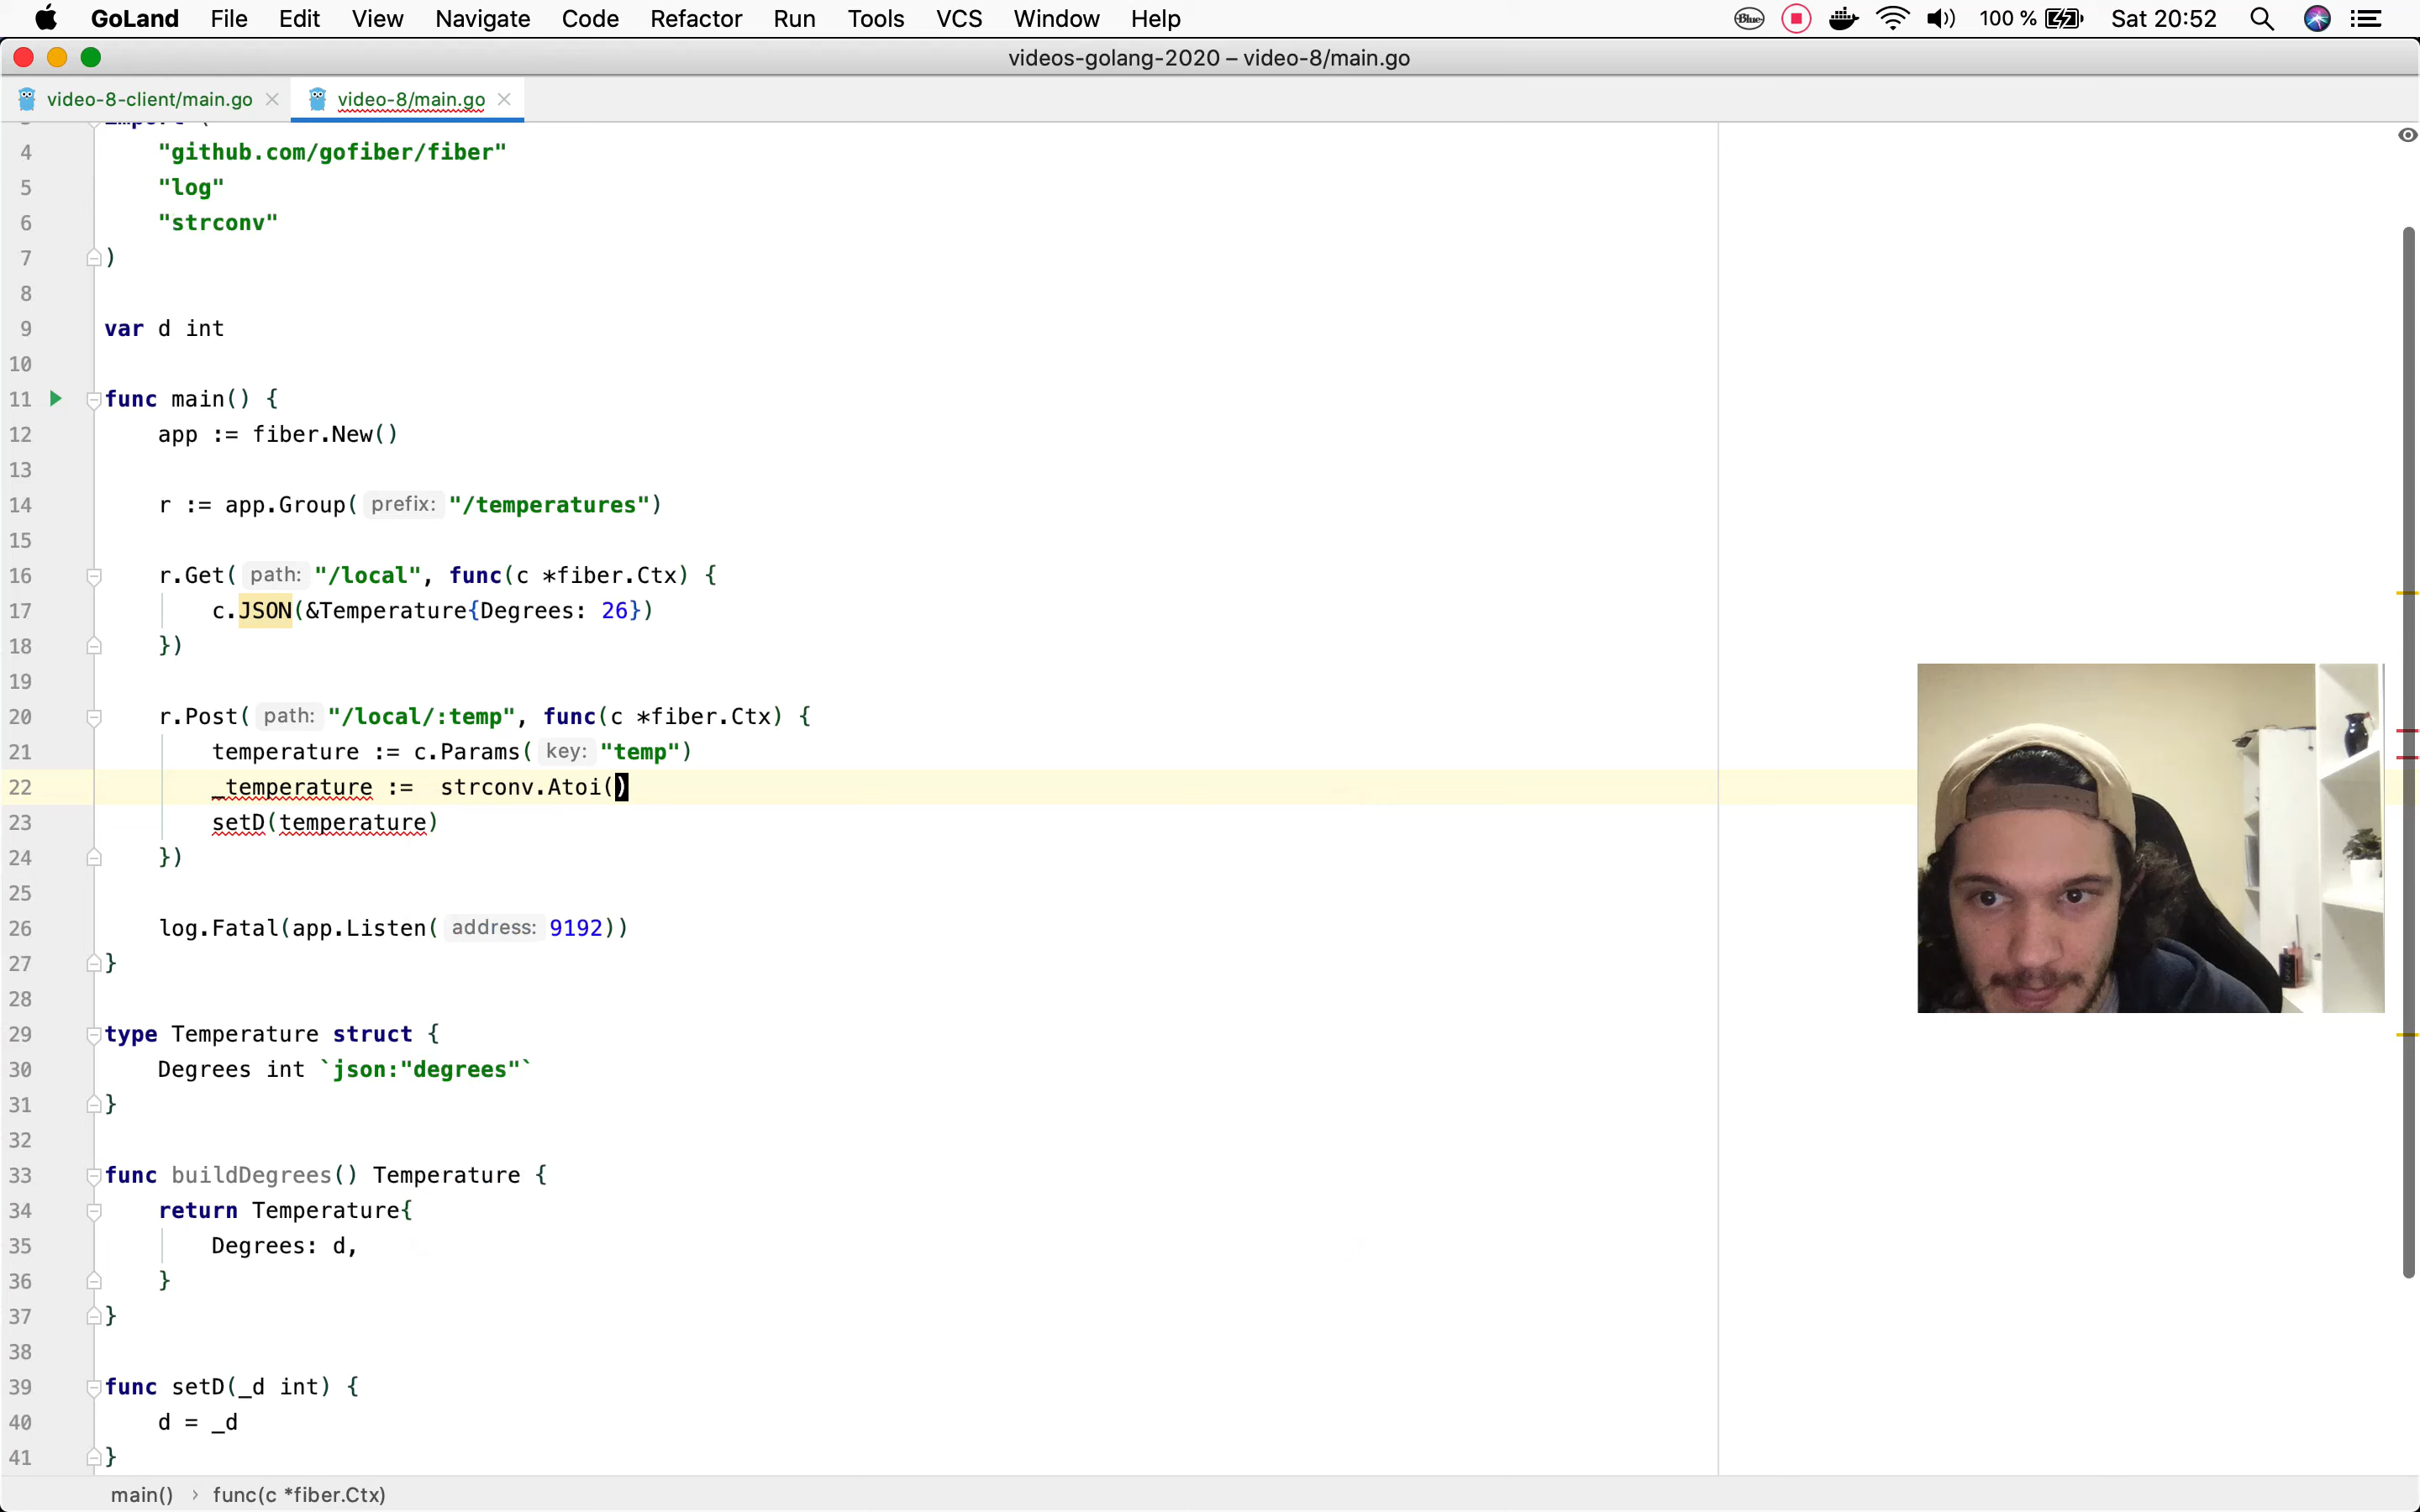 GoLand File Edit View Navigate Code Refactor Run Tools VCS Window Help Blue 100 % Sat 20:52
videos-golang-2020 – video-8/main.go
video-8-client/main.go video-8/main.go
4 "github.com/gofiber/fiber"
5 "log"
6 "strconv"
7 )
8
9 var d int
10
11 func main() {
12 app := fiber.New()
13
14 r := app.Group( prefix: "/temperatures")
15
16 r.Get( path: "/local", func(c *fiber.Ctx) {
17 c.JSON(&Temperature{Degrees: 26})
18 })
19
20 r.Post( path: "/local/:temp", func(c *fiber.Ctx) {
21 temperature := c.Params( key: "temp")
22 _temperature :=  strconv.Atoi()
23 setD(temperature)
24 })
25
26 log.Fatal(app.Listen( address: 9192))
27 }
28
29 type Temperature struct {
30 Degrees int `json:"degrees"`
31 }
32
33 func buildDegrees() Temperature {
34 return Temperature{
35 Degrees: d,
36 }
37 }
38
39 func setD(_d int) {
40 d = _d
41 }
main() › func(c *fiber.Ctx)